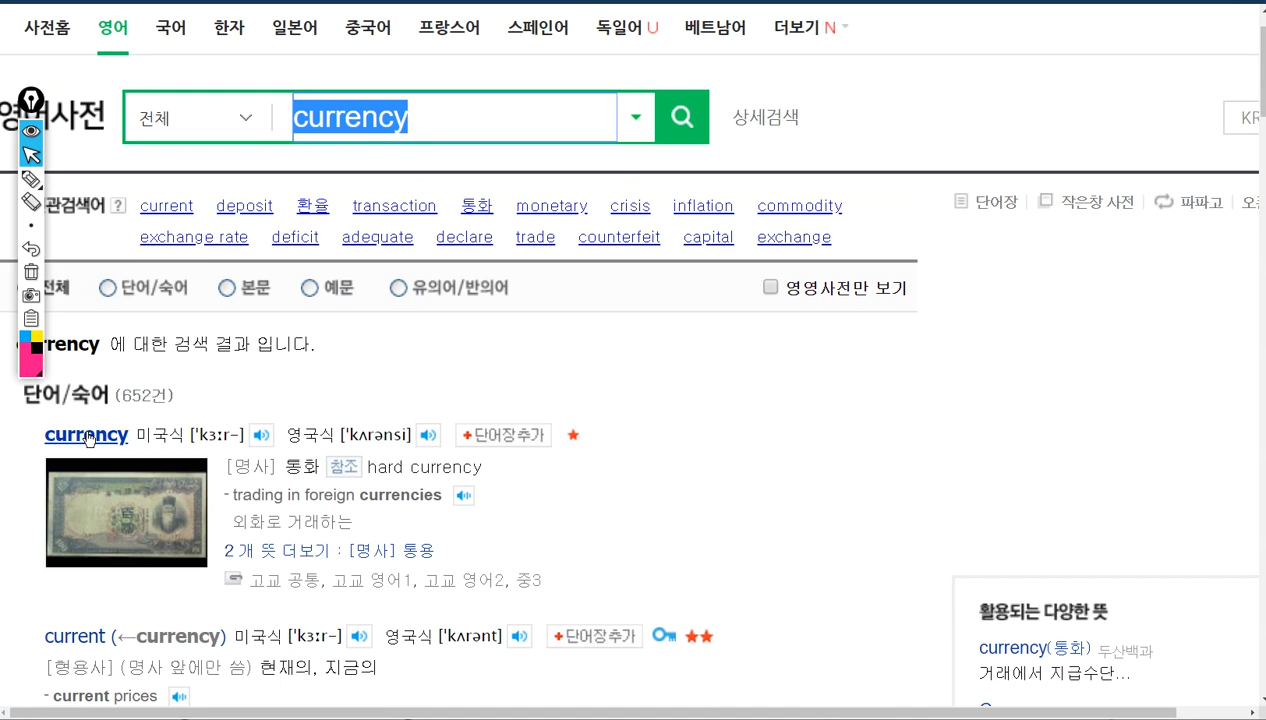 사전홈 영어 국어 한자 일본어 중국어 프랑스어 스페인어 독일어 U 베트남어 더보기 N
영어사전 전체 currency 상세검색 KR
관검색어 ? current deposit 환율 transaction 통화 monetary crisis inflation commodity
exchange rate deficit adequate declare trade counterfeit capital exchange
단어장 작은창 사전 파파고 오
전체 단어/숙어 본문 예문 유의어/반의어 영영사전만 보기
rrency 에 대한 검색 결과 입니다.
단어/숙어 (652건)
currency 미국식 ['kɜːr-] 영국식 ['kʌrənsi] +단어장추가 ★
[명사] 통화 참조 hard currency
- trading in foreign currencies
외화로 거래하는
2 개 뜻 더보기 : [명사] 통용
고교 공통, 고교 영어1, 고교 영어2, 중3
current (←currency) 미국식 ['kɜːr-] 영국식 ['kʌrənt] +단어장추가 ★★
[형용사] (명사 앞에만 씀) 현재의, 지금의
- current prices
활용되는 다양한 뜻
currency(통화) 두산백과
거래에서 지급수단...